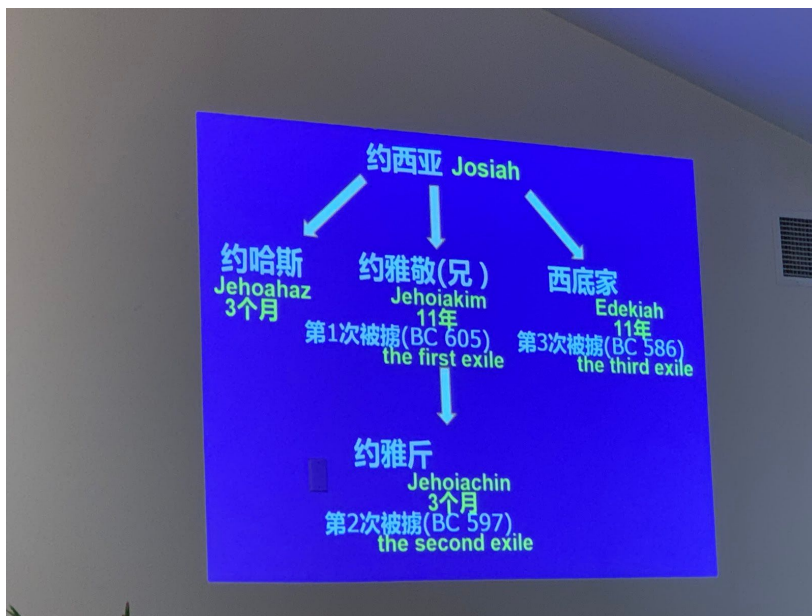 约西亚 Josiah
约哈斯
Jehoahaz
3个月
约雅敬(兄)
Jehoiakim
11年
第1次被掳(BC 605)
the first exile
西底家
Edekiah
11年
第3次被掳(BC 586)
the third exile
约雅斤
Jehoiachin
3个月
第2次被掳(BC 597)
the second exile